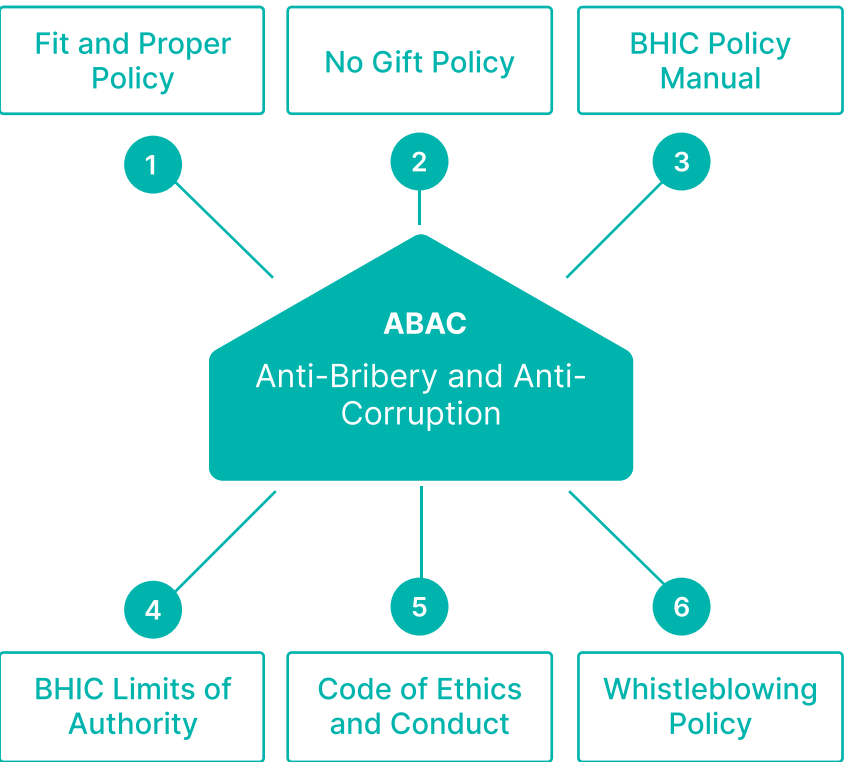 Fit and Proper
Policy
No Gift Policy
BHIC Policy
Manual
1
2
3
ABAC
Anti-Bribery and Anti-
Corruption
4
5
6
BHIC Limits of
Authority
Code of Ethics
and Conduct
Whistleblowing
Policy